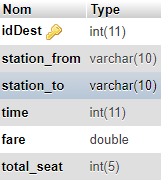 Nom Type
idDest int(11)
station_from varchar(10)
station_to varchar(10)
time int(11)
fare double
total_seat int(5)